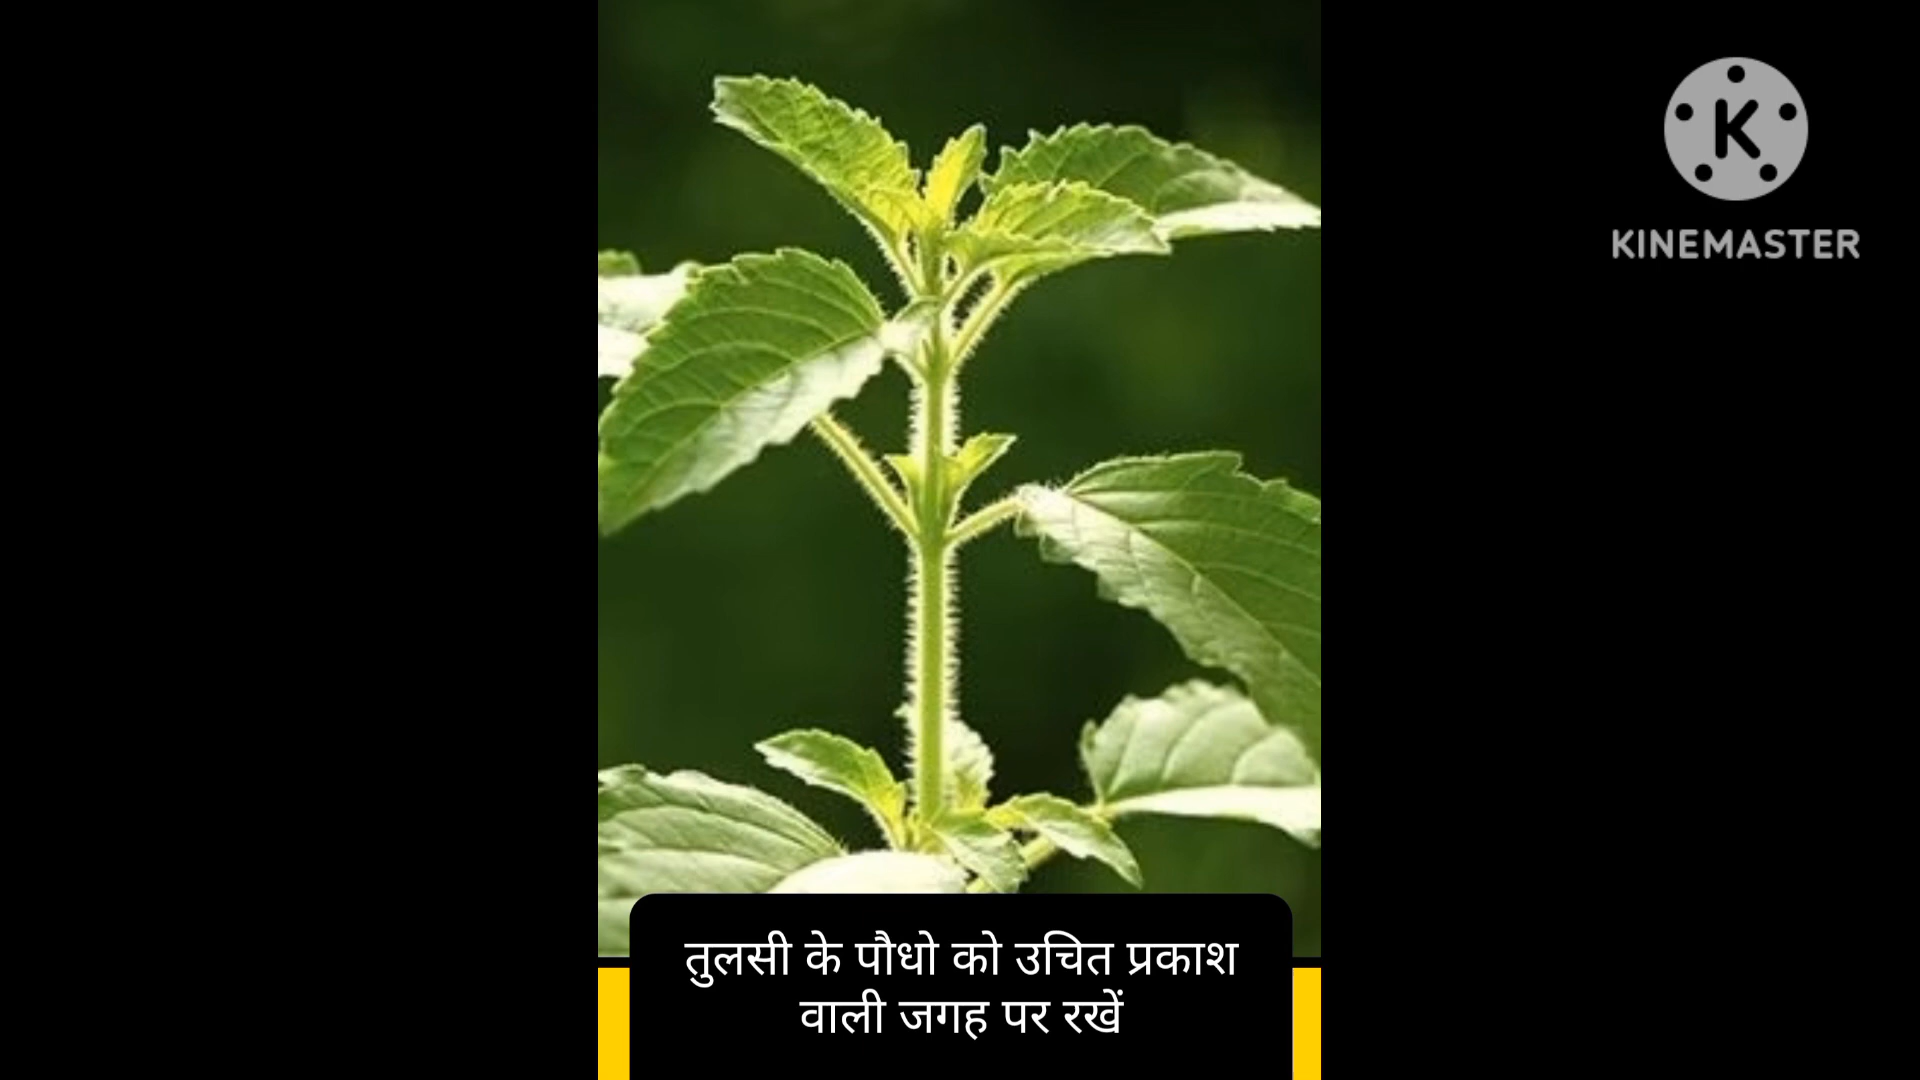 KINEMASTER
तुलसी के पौधो को उचित प्रकाश
वाली जगह पर रखें